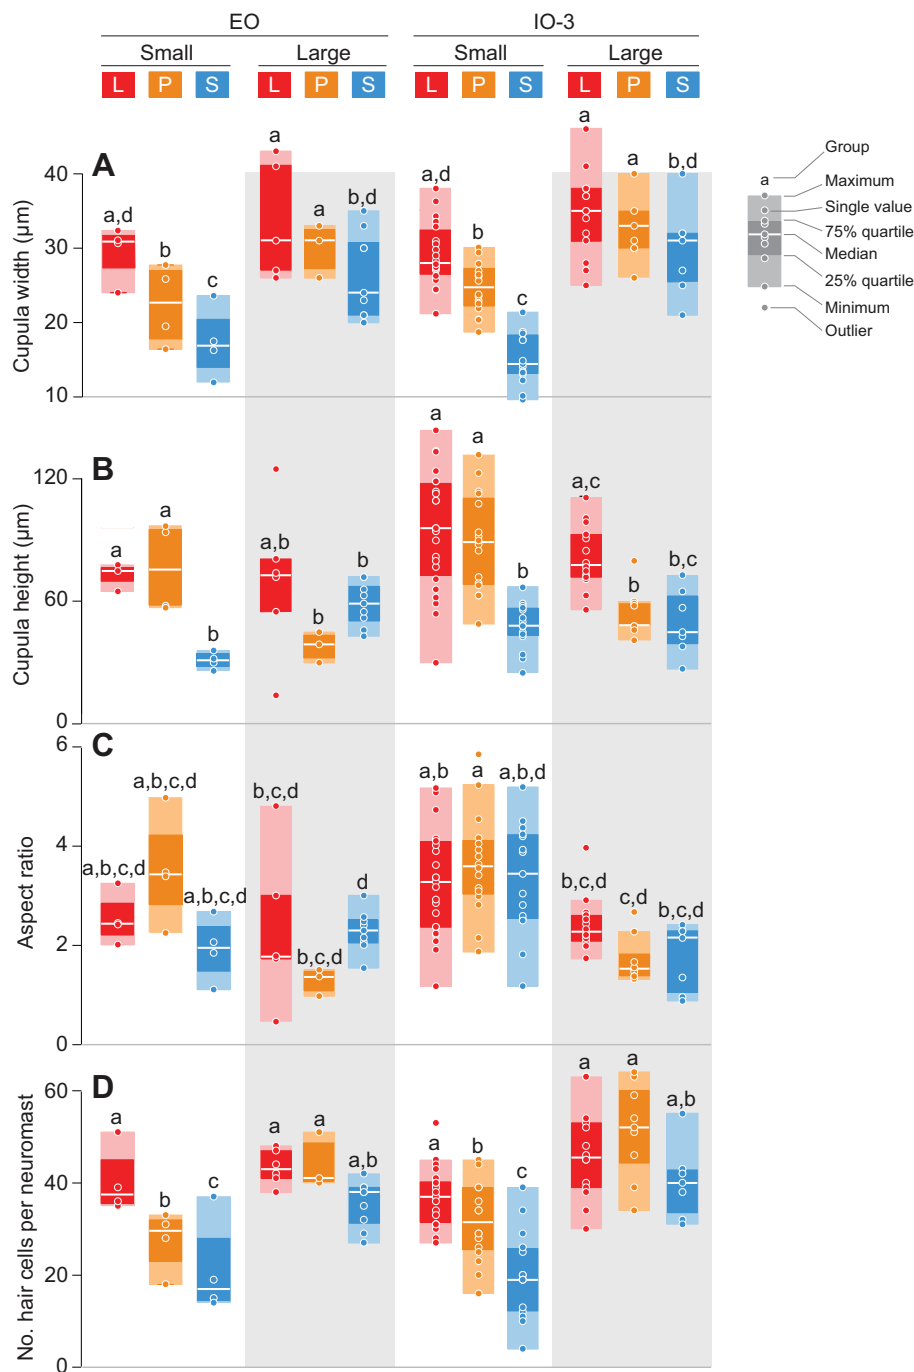 EO IO-3
Small Large Small Large
L P S L P S L P S L P S
A
Cupula width (µm)
40
30
20
10
a,d b c a a b,d a,d b c a a b,d
a
Group
Maximum
Single value
75% quartile
Median
25% quartile
Minimum
Outlier
B
Cupula height (µm)
120
60
0
a a b a,b b b a a b a,c b b,c
C
Aspect ratio
6
4
2
0
a,b,c,d a,b,c,d a,b,c,d b,c,d b,c,d d a,b a a,b,d b,c,d c,d b,c,d
D
No. hair cells per neuromast
60
40
20
0
a b c a a a,b a b c a a a,b